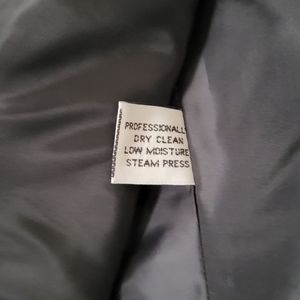 PROFESSIONALLY
DRY CLEAN
LOW MOISTURE
STEAM PRESS